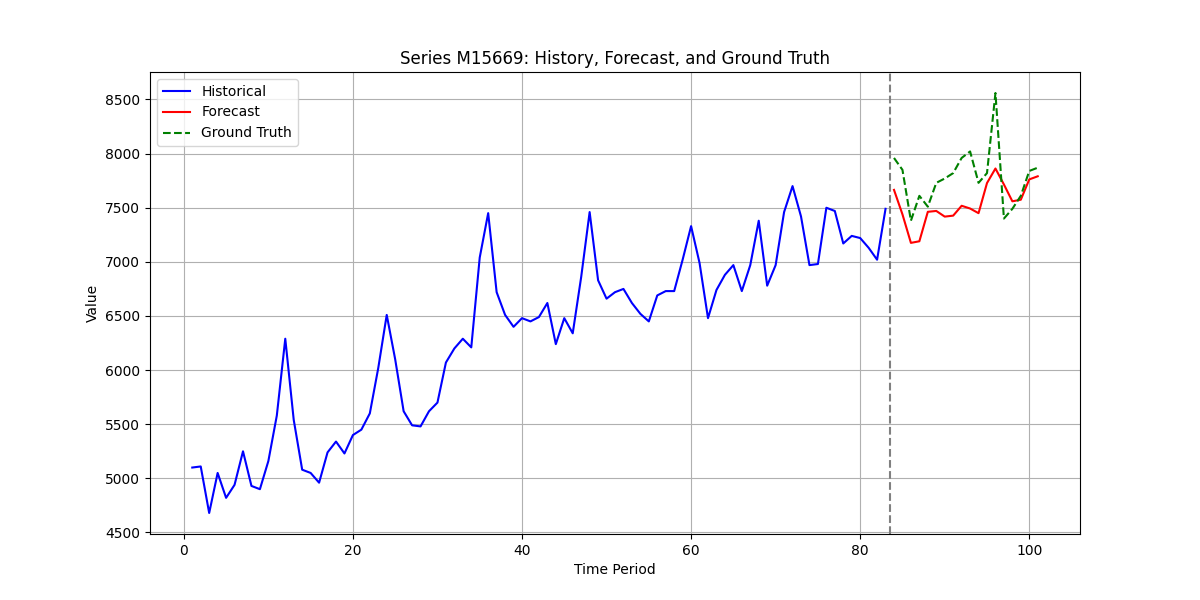 Series M15669: History, Forecast, and Ground Truth
Historical
Forecast
Ground Truth
8500
8000
7500
7000
6500
6000
5500
5000
4500
Value
0 20 40 60 80 100
Time Period